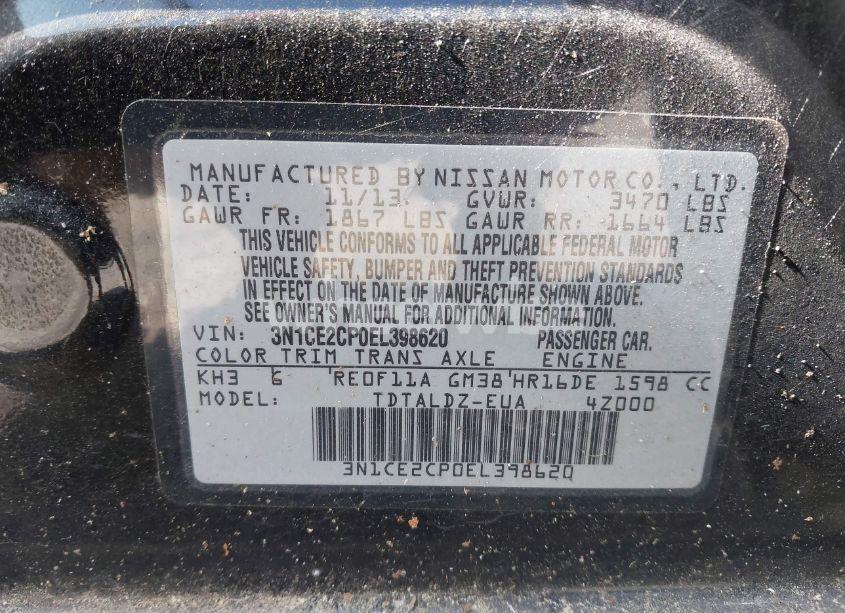 MANUFACTURED BY NISSAN MOTOR CO., LTD.
DATE: 11/13. GVWR: 3470 LBS
GAWR FR: 1867 LBS GAWR RR: 1664 LBS
THIS VEHICLE CONFORMS TO ALL APPLICABLE FEDERAL MOTOR
VEHICLE SAFETY, BUMPER AND THEFT PREVENTION STANDARDS
IN EFFECT ON THE DATE OF MANUFACTURE SHOWN ABOVE.
SEE OWNER'S MANUAL FOR ADDITIONAL INFORMATION.
VIN: 3N1CE2CP0EL398620 PASSENGER CAR.
COLOR TRIM TRANS AXLE ENGINE
KH3 G RE0F11A GM38 HR16DE 1598 CC
MODEL: TDTALDZ-EUA 4Z000
3N1CE2CP0EL398620